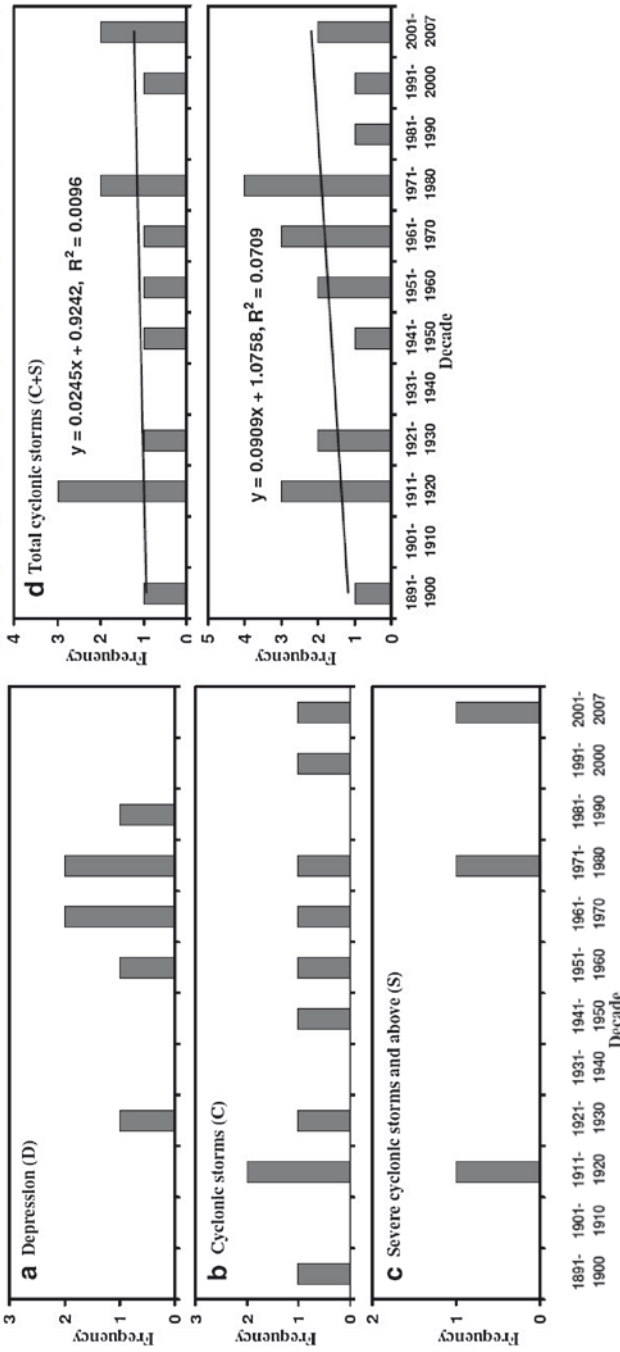 a Depression (D)
3
2
1
0
Frequency
b Cyclonic storms (C)
3
2
1
0
Frequency
c Severe cyclonic storms and above (S)
2
1
0
Frequency
1891- 1901- 1911- 1921- 1931- 1941- 1951- 1961- 1971- 1981- 1991- 2001-
1900 1910 1920 1930 1940 1950 1960 1970 1980 1990 2000 2007
Decade
d Total cyclonic storms (C+S)
4
3
2
1
0
Frequency
y = 0.0245x + 0.9242, R² = 0.0096
5
4
3
2
1
0
Frequency
y = 0.0909x + 1.0758, R² = 0.0709
1891- 1901- 1911- 1921- 1931- 1941- 1951- 1961- 1971- 1981- 1991- 2001-
1900 1910 1920 1930 1940 1950 1960 1970 1980 1990 2000 2007
Decade